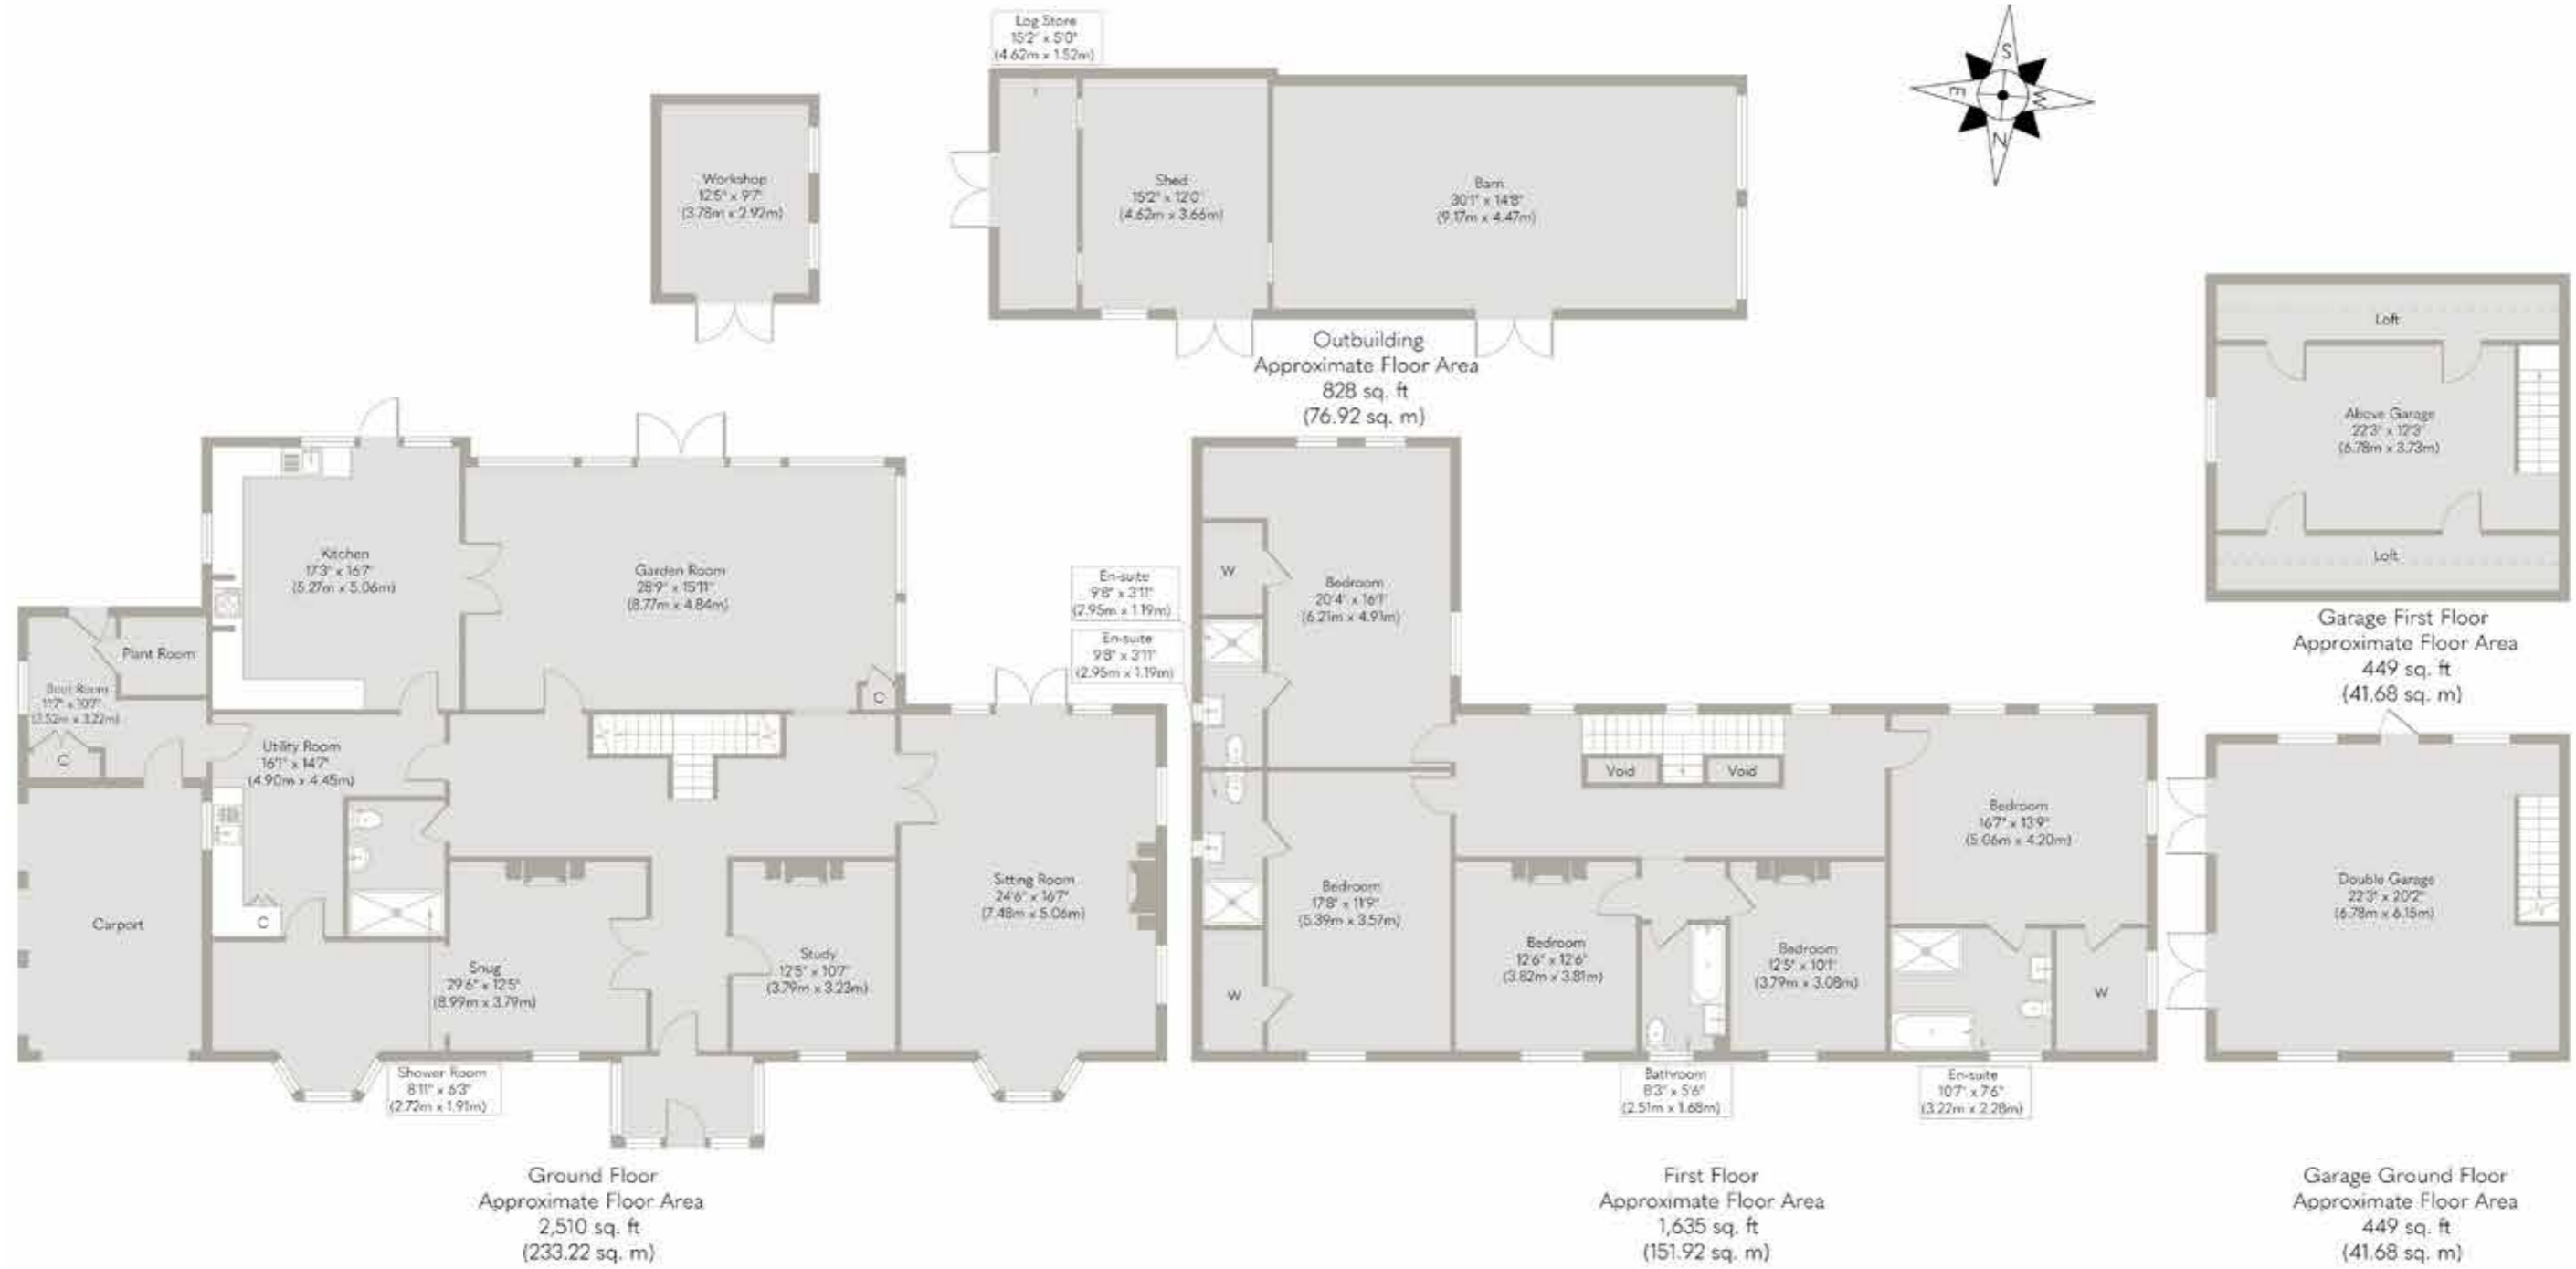 Log Store
15'2" x 5'0"
(4.62m x 1.52m)
S
E
W
N
Workshop
12'5" x 9'7"
(3.78m x 2.92m)
Shed
15'2" x 12'0"
(4.62m x 3.66m)
Barn
30'1" x 14'8"
(9.17m x 4.47m)
Outbuilding
Approximate Floor Area
828 sq. ft
(76.92 sq. m)
Loft
Above Garage
22'3" x 12'3"
(6.78m x 3.73m)
Loft
Garage First Floor
Approximate Floor Area
449 sq. ft
(41.68 sq. m)
Kitchen
17'3" x 16'7"
(5.27m x 5.06m)
Garden Room
28'9" x 15'11"
(8.77m x 4.84m)
C
Plant Room
Boot Room
11'7" x 10'7"
(3.52m x 3.22m)
C
Utility Room
16'1" x 14'7"
(4.90m x 4.45m)
C
Carport
Snug
29'6" x 12'5"
(8.99m x 3.79m)
Study
12'5" x 10'7"
(3.79m x 3.23m)
Sitting Room
24'6" x 16'7"
(7.48m x 5.06m)
Shower Room
8'11" x 6'3"
(2.72m x 1.91m)
Ground Floor
Approximate Floor Area
2,510 sq. ft
(233.22 sq. m)
En-suite
9'8" x 3'11"
(2.95m x 1.19m)
En-suite
9'8" x 3'11"
(2.95m x 1.19m)
W
Bedroom
20'4" x 16'1"
(6.21m x 4.91m)
Void
Void
Bedroom
16'7" x 13'9"
(5.06m x 4.20m)
Bedroom
17'8" x 11'9"
(5.39m x 3.57m)
W
Bedroom
12'6" x 12'6"
(3.82m x 3.81m)
Bedroom
12'5" x 10'1"
(3.79m x 3.08m)
W
Bathroom
8'3" x 5'6"
(2.51m x 1.68m)
En-suite
10'7" x 7'6"
(3.22m x 2.28m)
First Floor
Approximate Floor Area
1,635 sq. ft
(151.92 sq. m)
Double Garage
22'3" x 20'2"
(6.78m x 6.15m)
Garage Ground Floor
Approximate Floor Area
449 sq. ft
(41.68 sq. m)